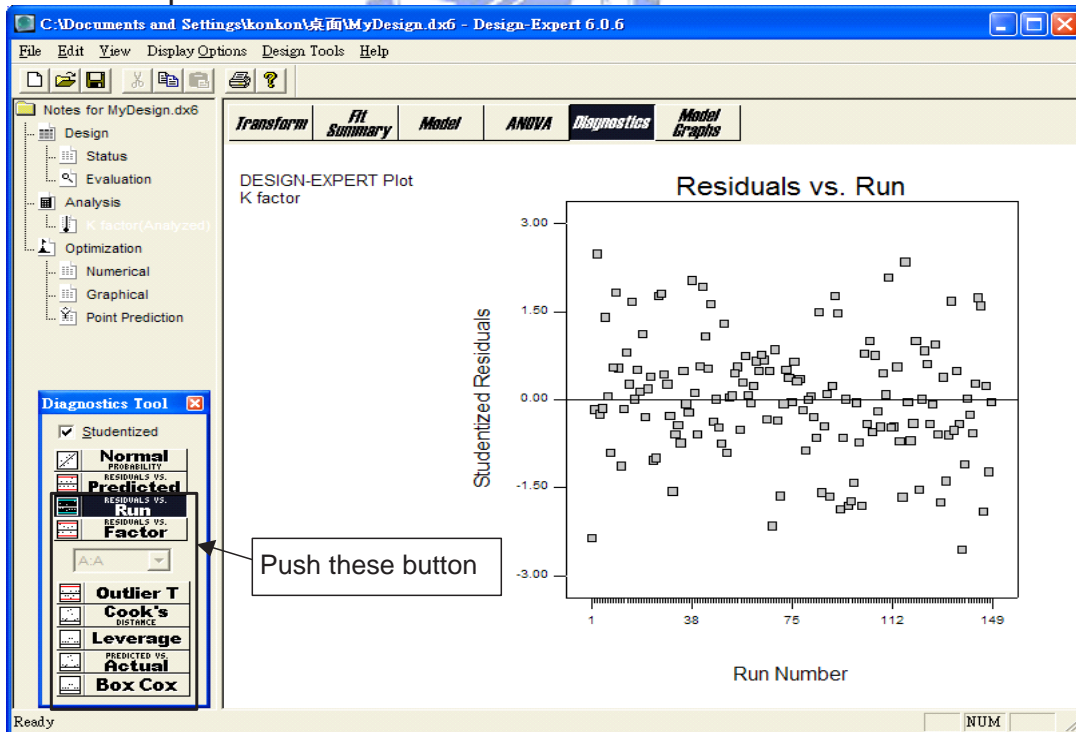 C:\Documents and Settings\konkon\桌面\MyDesign.dx6 - Design-Expert 6.0.6
File Edit View Display Options Design Tools Help
Notes for MyDesign.dx6
Design
Status
Evaluation
Analysis
K factor(Analyzed)
Optimization
Numerical
Graphical
Point Prediction
Transform
Fit
Summary
Model
ANOVA
Diagnostics
Model
Graphs
DESIGN-EXPERT Plot
K factor
Residuals vs. Run
Studentized Residuals
3.00
1.50
0.00
-1.50
-3.00
1 38 75 112 149
Run Number
Diagnostics Tool
Studentized
Normal
PROBABILITY
RESIDUALS VS.
Predicted
RESIDUALS VS.
Run
RESIDUALS VS.
Factor
A:A
Outlier T
Cook's
DISTANCE
Leverage
PREDICTED VS.
Actual
Box Cox
Push these button
Ready
NUM